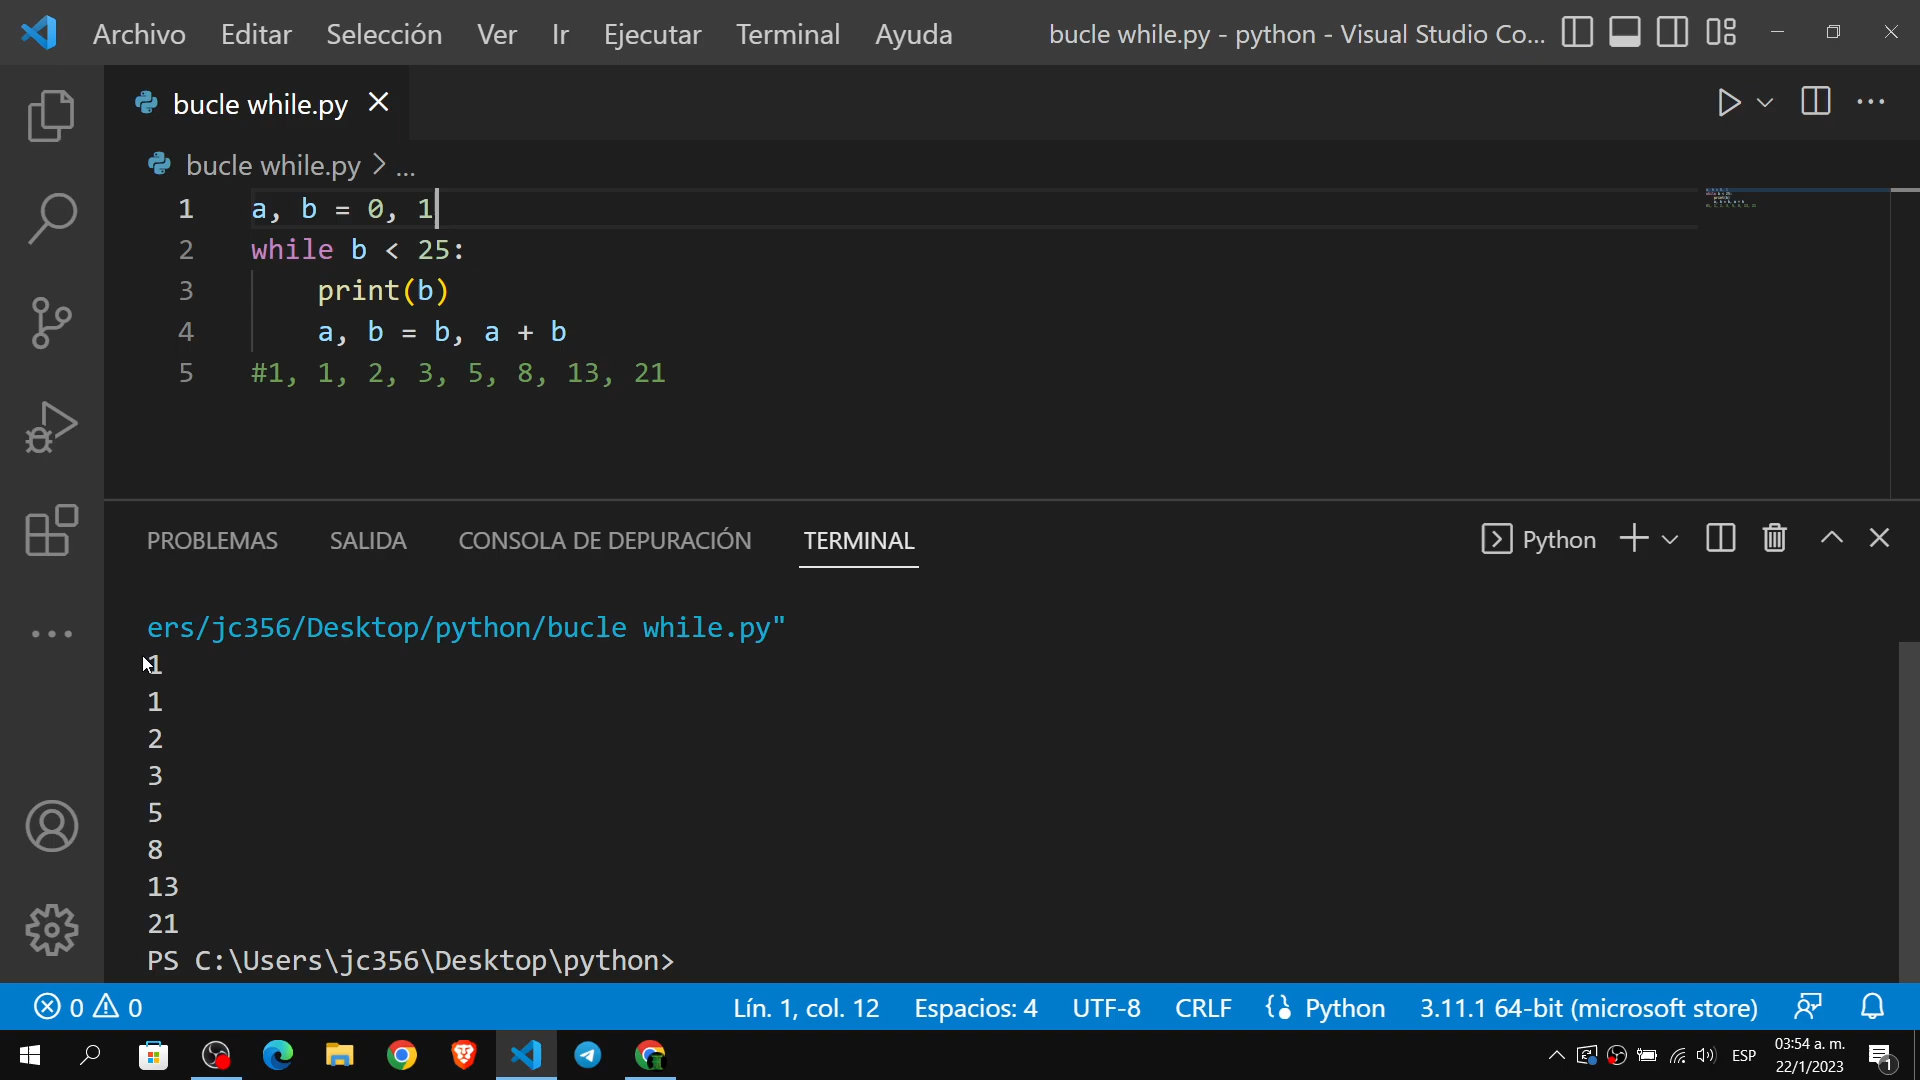 Archivo Editar Selección Ver Ir Ejecutar Terminal Ayuda bucle while.py - python - Visual Studio Co...
bucle while.py
bucle while.py > ...
1 a, b = 0, 1
2 while b < 25:
3 print(b)
4 a, b = b, a + b
5 #1, 1, 2, 3, 5, 8, 13, 21
PROBLEMAS SALIDA CONSOLA DE DEPURACIÓN TERMINAL Python
ers/jc356/Desktop/python/bucle while.py"
1
1
2
3
5
8
13
21
PS C:\Users\jc356\Desktop\python>
0 0 Lín. 1, col. 12 Espacios: 4 UTF-8 CRLF Python 3.11.1 64-bit (microsoft store)
ESP 03:54 a. m.
22/1/2023 1